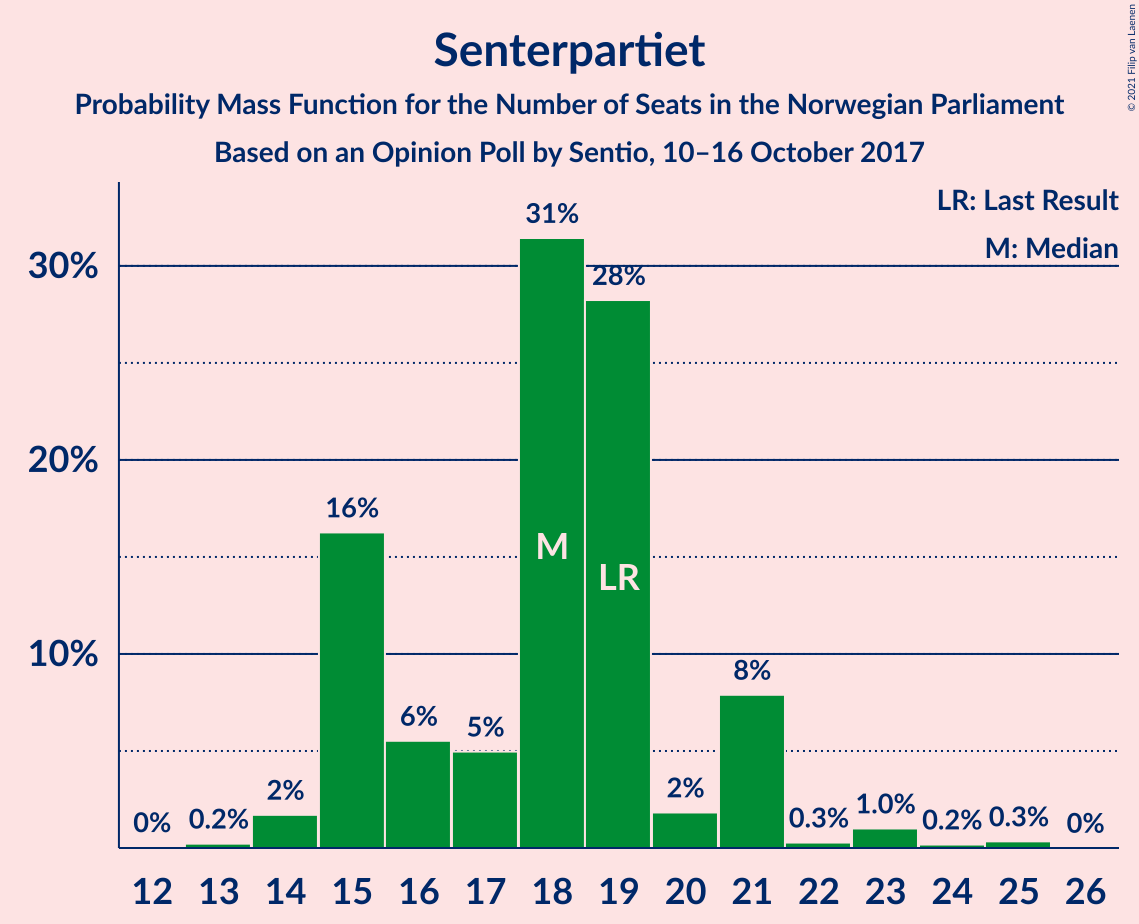 Senterpartiet
Probability Mass Function for the Number of Seats in the Norwegian Parliament
Based on an Opinion Poll by Sentio, 10–16 October 2017
© 2021 Filip van Laenen
LR: Last Result
M: Median
30%
20%
10%
0%
0.2%
2%
16%
6%
5%
31%
28%
2%
8%
0.3%
1.0%
0.2%
0.3%
0%
M
LR
12 13 14 15 16 17 18 19 20 21 22 23 24 25 26